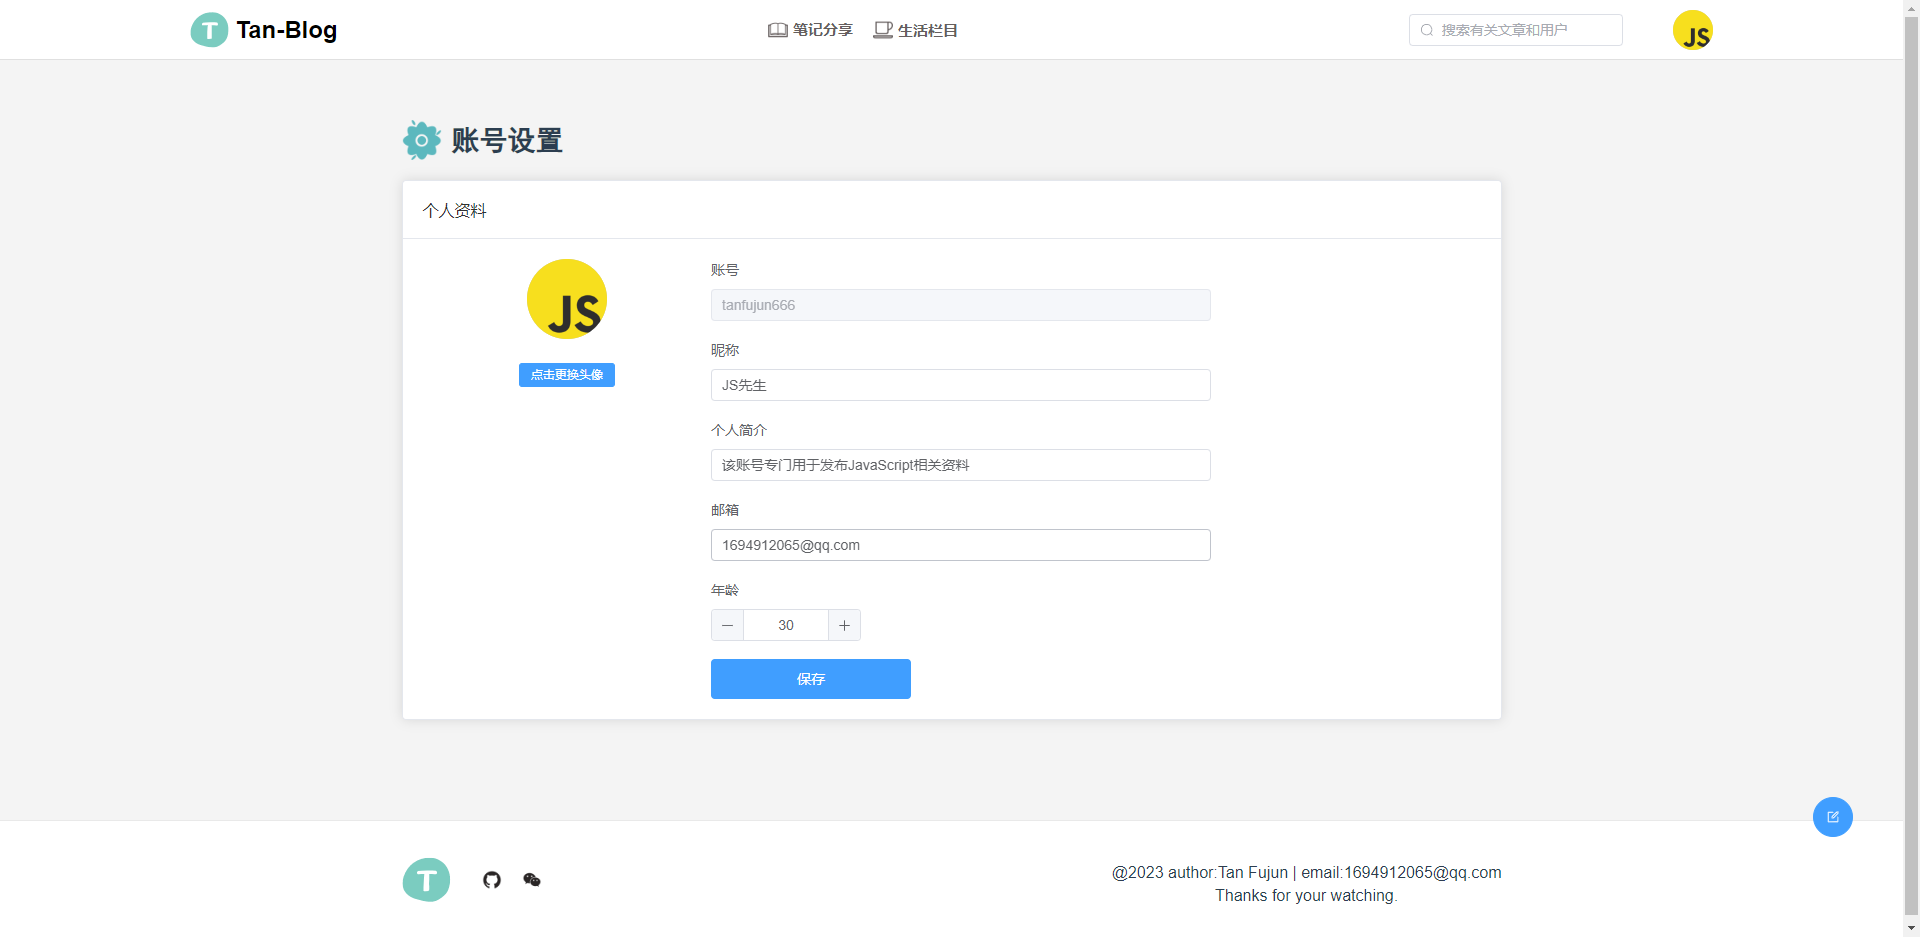 T Tan-Blog
笔记分享
生活栏目
搜索有关文章和用户
JS
账号设置
个人资料
JS
点击更换头像
账号
tanfujun666
昵称
JS先生
个人简介
该账号专门用于发布JavaScript相关资料
邮箱
1694912065@qq.com
年龄
30
保存
T
@2023 author:Tan Fujun | email:1694912065@qq.com
Thanks for your watching.